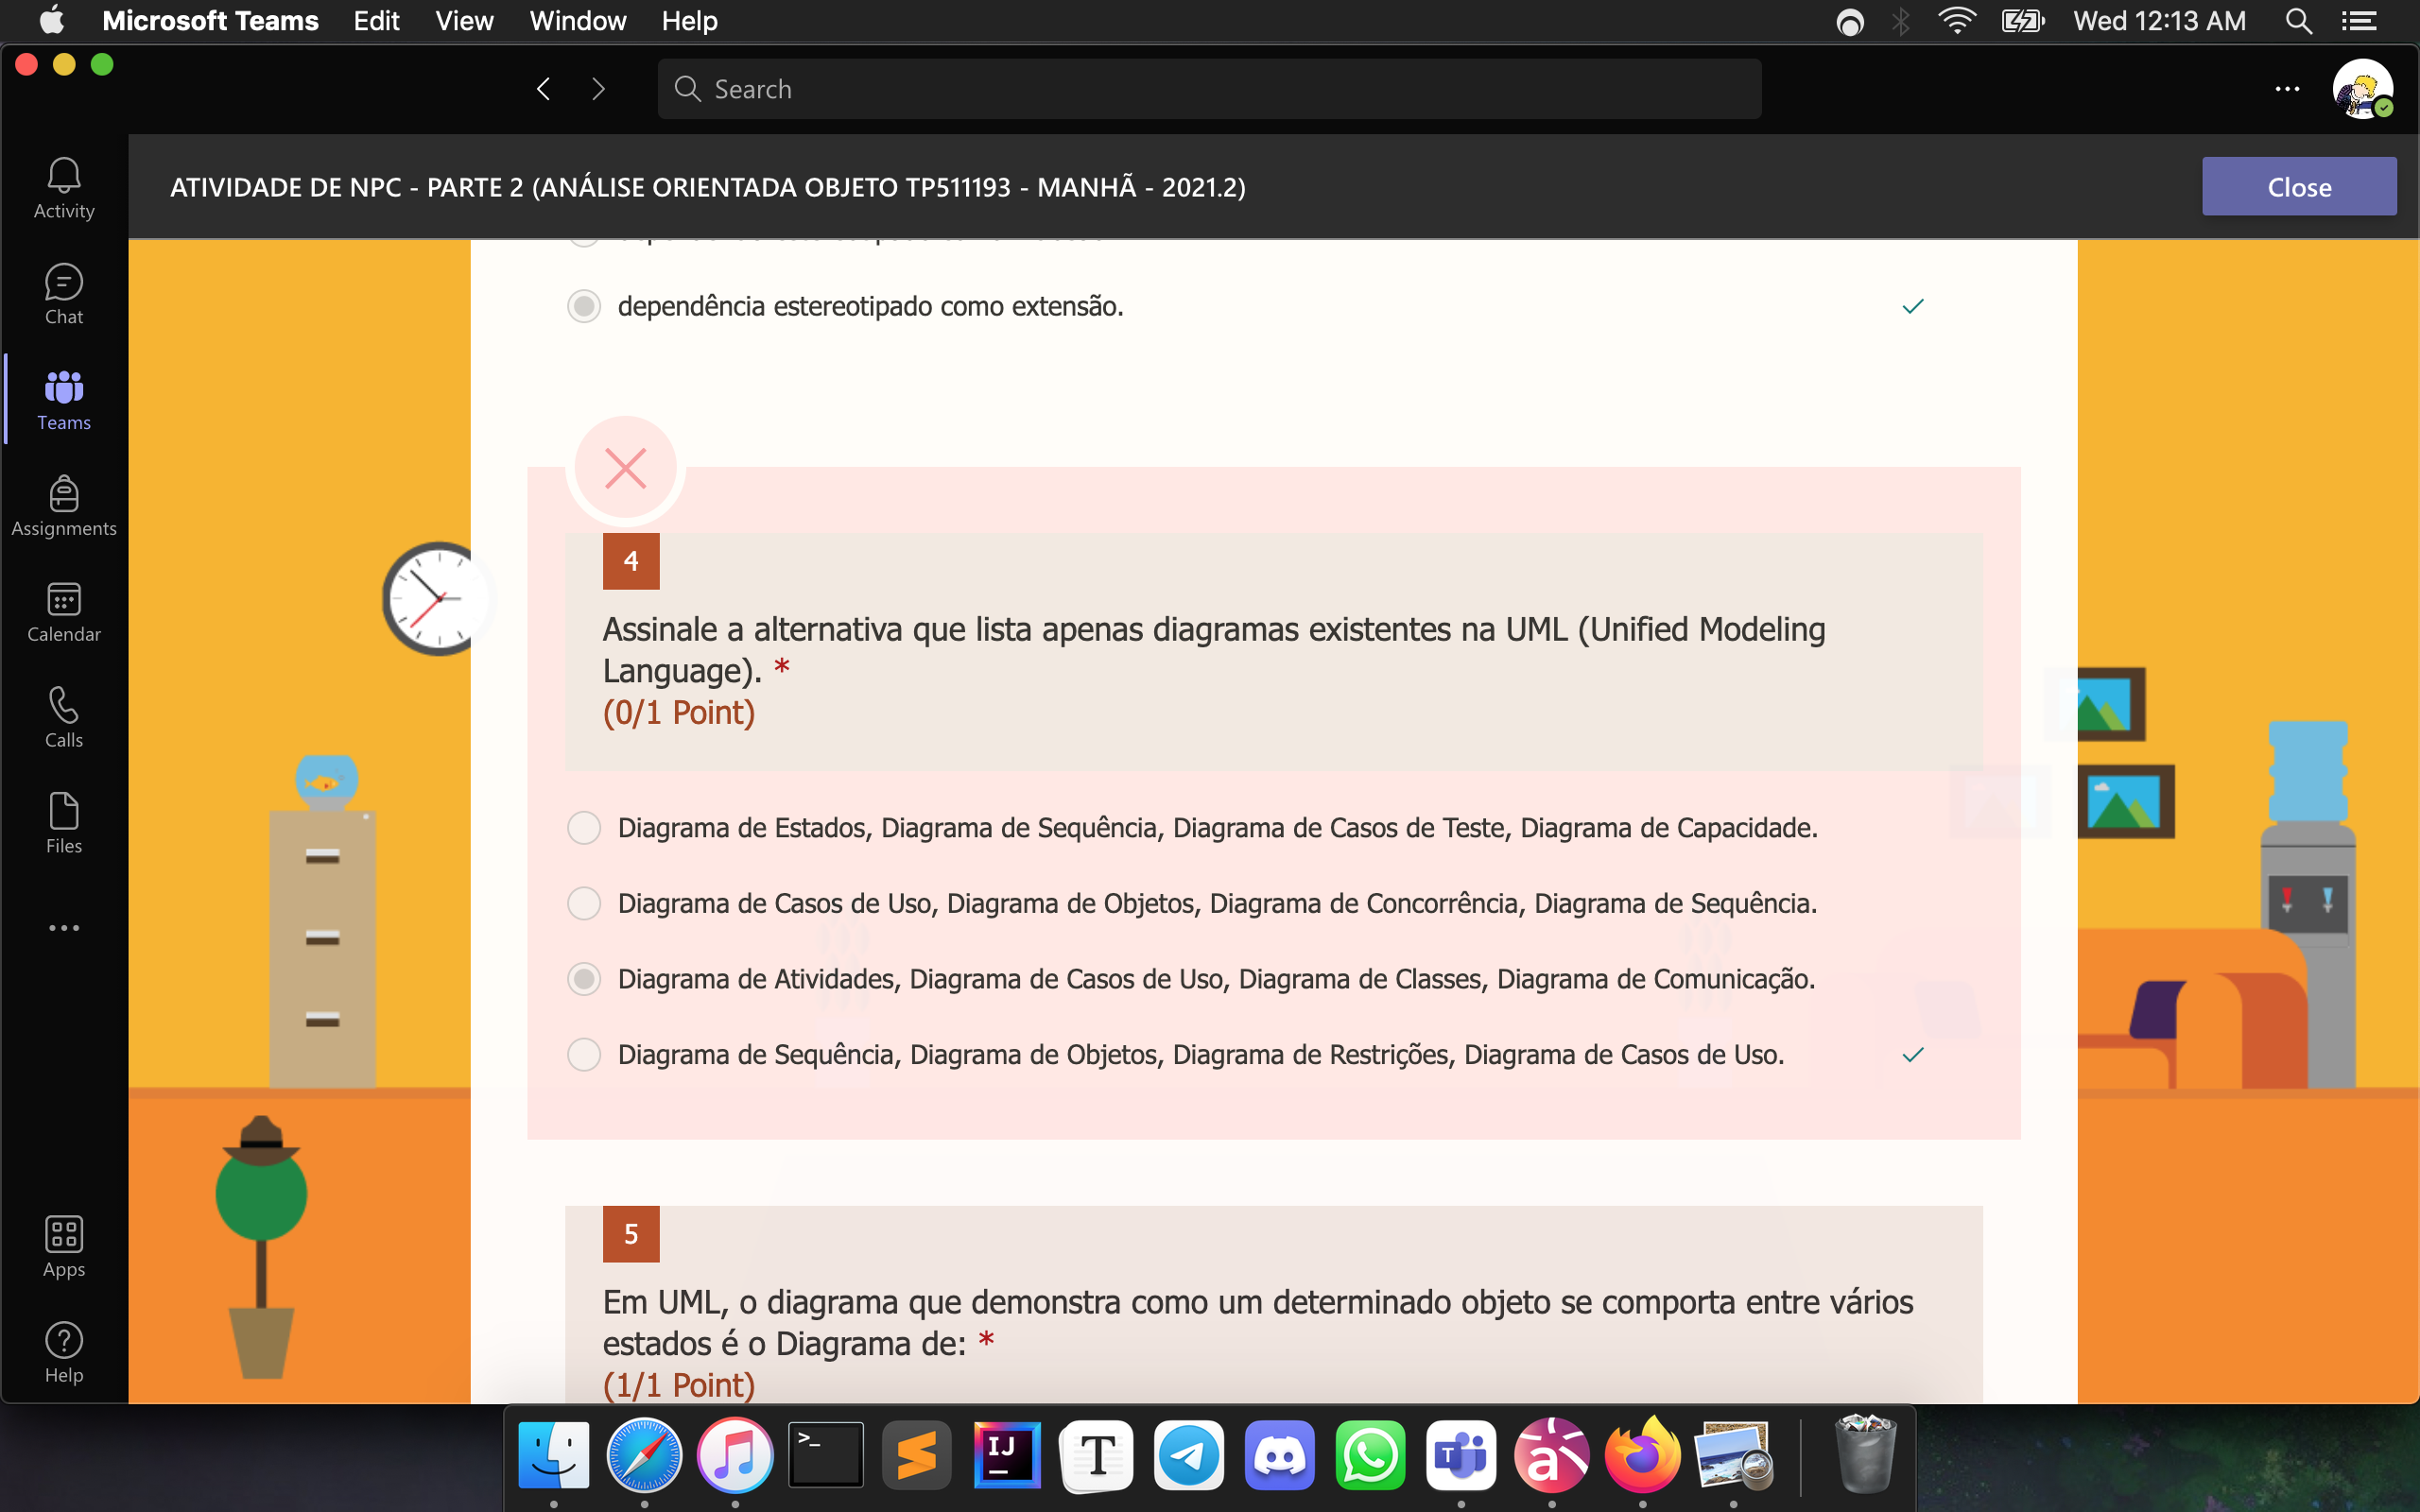 Microsoft Teams Edit View Window Help Wed 12:13 AM
Search
ATIVIDADE DE NPC - PARTE 2 (ANÁLISE ORIENTADA OBJETO TP511193 - MANHÃ - 2021.2) Close
Activity
Chat
Teams
Assignments
Calendar
Calls
Files
Apps
Help
dependência estereotipado como extensão.
4
Assinale a alternativa que lista apenas diagramas existentes na UML (Unified Modeling
Language). *
(0/1 Point)
Diagrama de Estados, Diagrama de Sequência, Diagrama de Casos de Teste, Diagrama de Capacidade.
Diagrama de Casos de Uso, Diagrama de Objetos, Diagrama de Concorrência, Diagrama de Sequência.
Diagrama de Atividades, Diagrama de Casos de Uso, Diagrama de Classes, Diagrama de Comunicação.
Diagrama de Sequência, Diagrama de Objetos, Diagrama de Restrições, Diagrama de Casos de Uso.
5
Em UML, o diagrama que demonstra como um determinado objeto se comporta entre vários
estados é o Diagrama de: *
(1/1 Point)
>_ IJ T T a